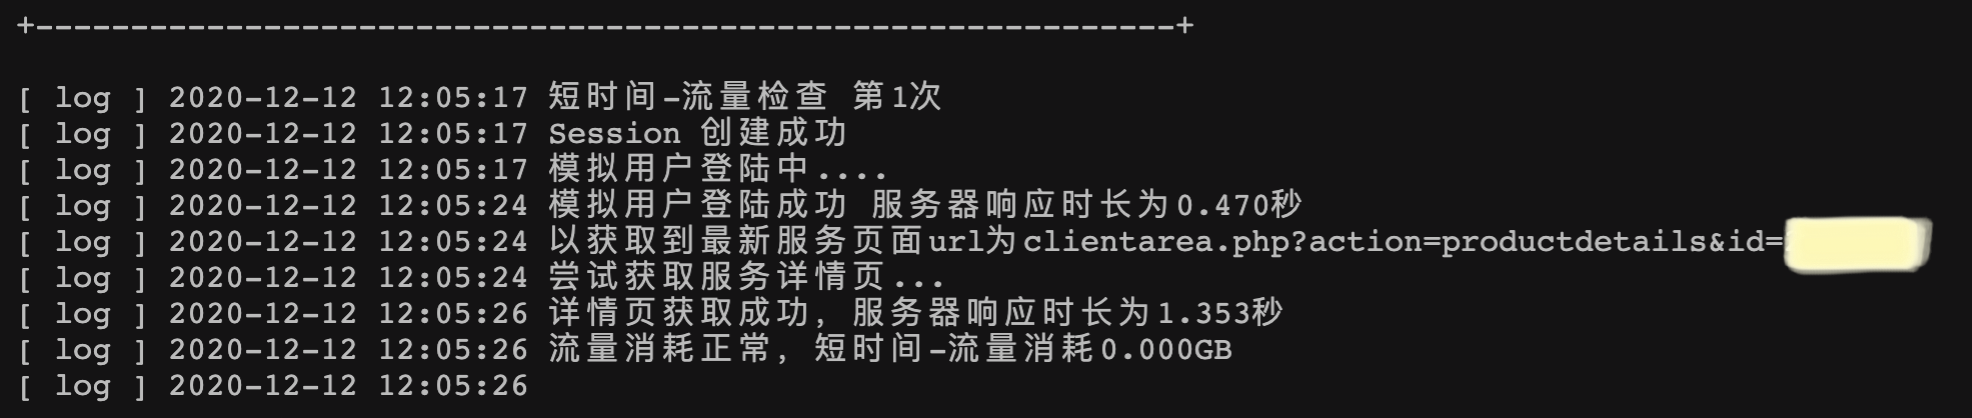 +------------------------------------------------------------+
[ log ] 2020-12-12 12:05:17 短时间-流量检查 第1次
[ log ] 2020-12-12 12:05:17 Session 创建成功
[ log ] 2020-12-12 12:05:17 模拟用户登陆中....
[ log ] 2020-12-12 12:05:24 模拟用户登陆成功 服务器响应时长为0.470秒
[ log ] 2020-12-12 12:05:24 以获取到最新服务页面url为clientarea.php?action=productdetails&id=
[ log ] 2020-12-12 12:05:24 尝试获取服务详情页...
[ log ] 2020-12-12 12:05:26 详情页获取成功, 服务器响应时长为1.353秒
[ log ] 2020-12-12 12:05:26 流量消耗正常, 短时间-流量消耗0.000GB
[ log ] 2020-12-12 12:05:26